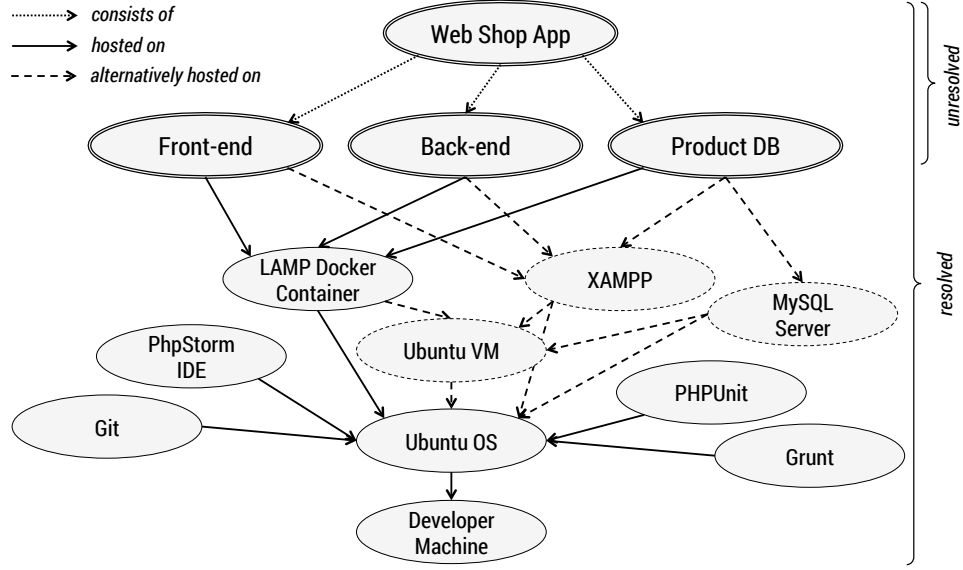 consists of
hosted on
alternatively hosted on
Web Shop App
unresolved
Front-end
Back-end
Product DB
LAMP Docker
Container
XAMPP
resolved
MySQL
Server
PhpStorm
IDE
Ubuntu VM
PHPUnit
Git
Ubuntu OS
Grunt
Developer
Machine